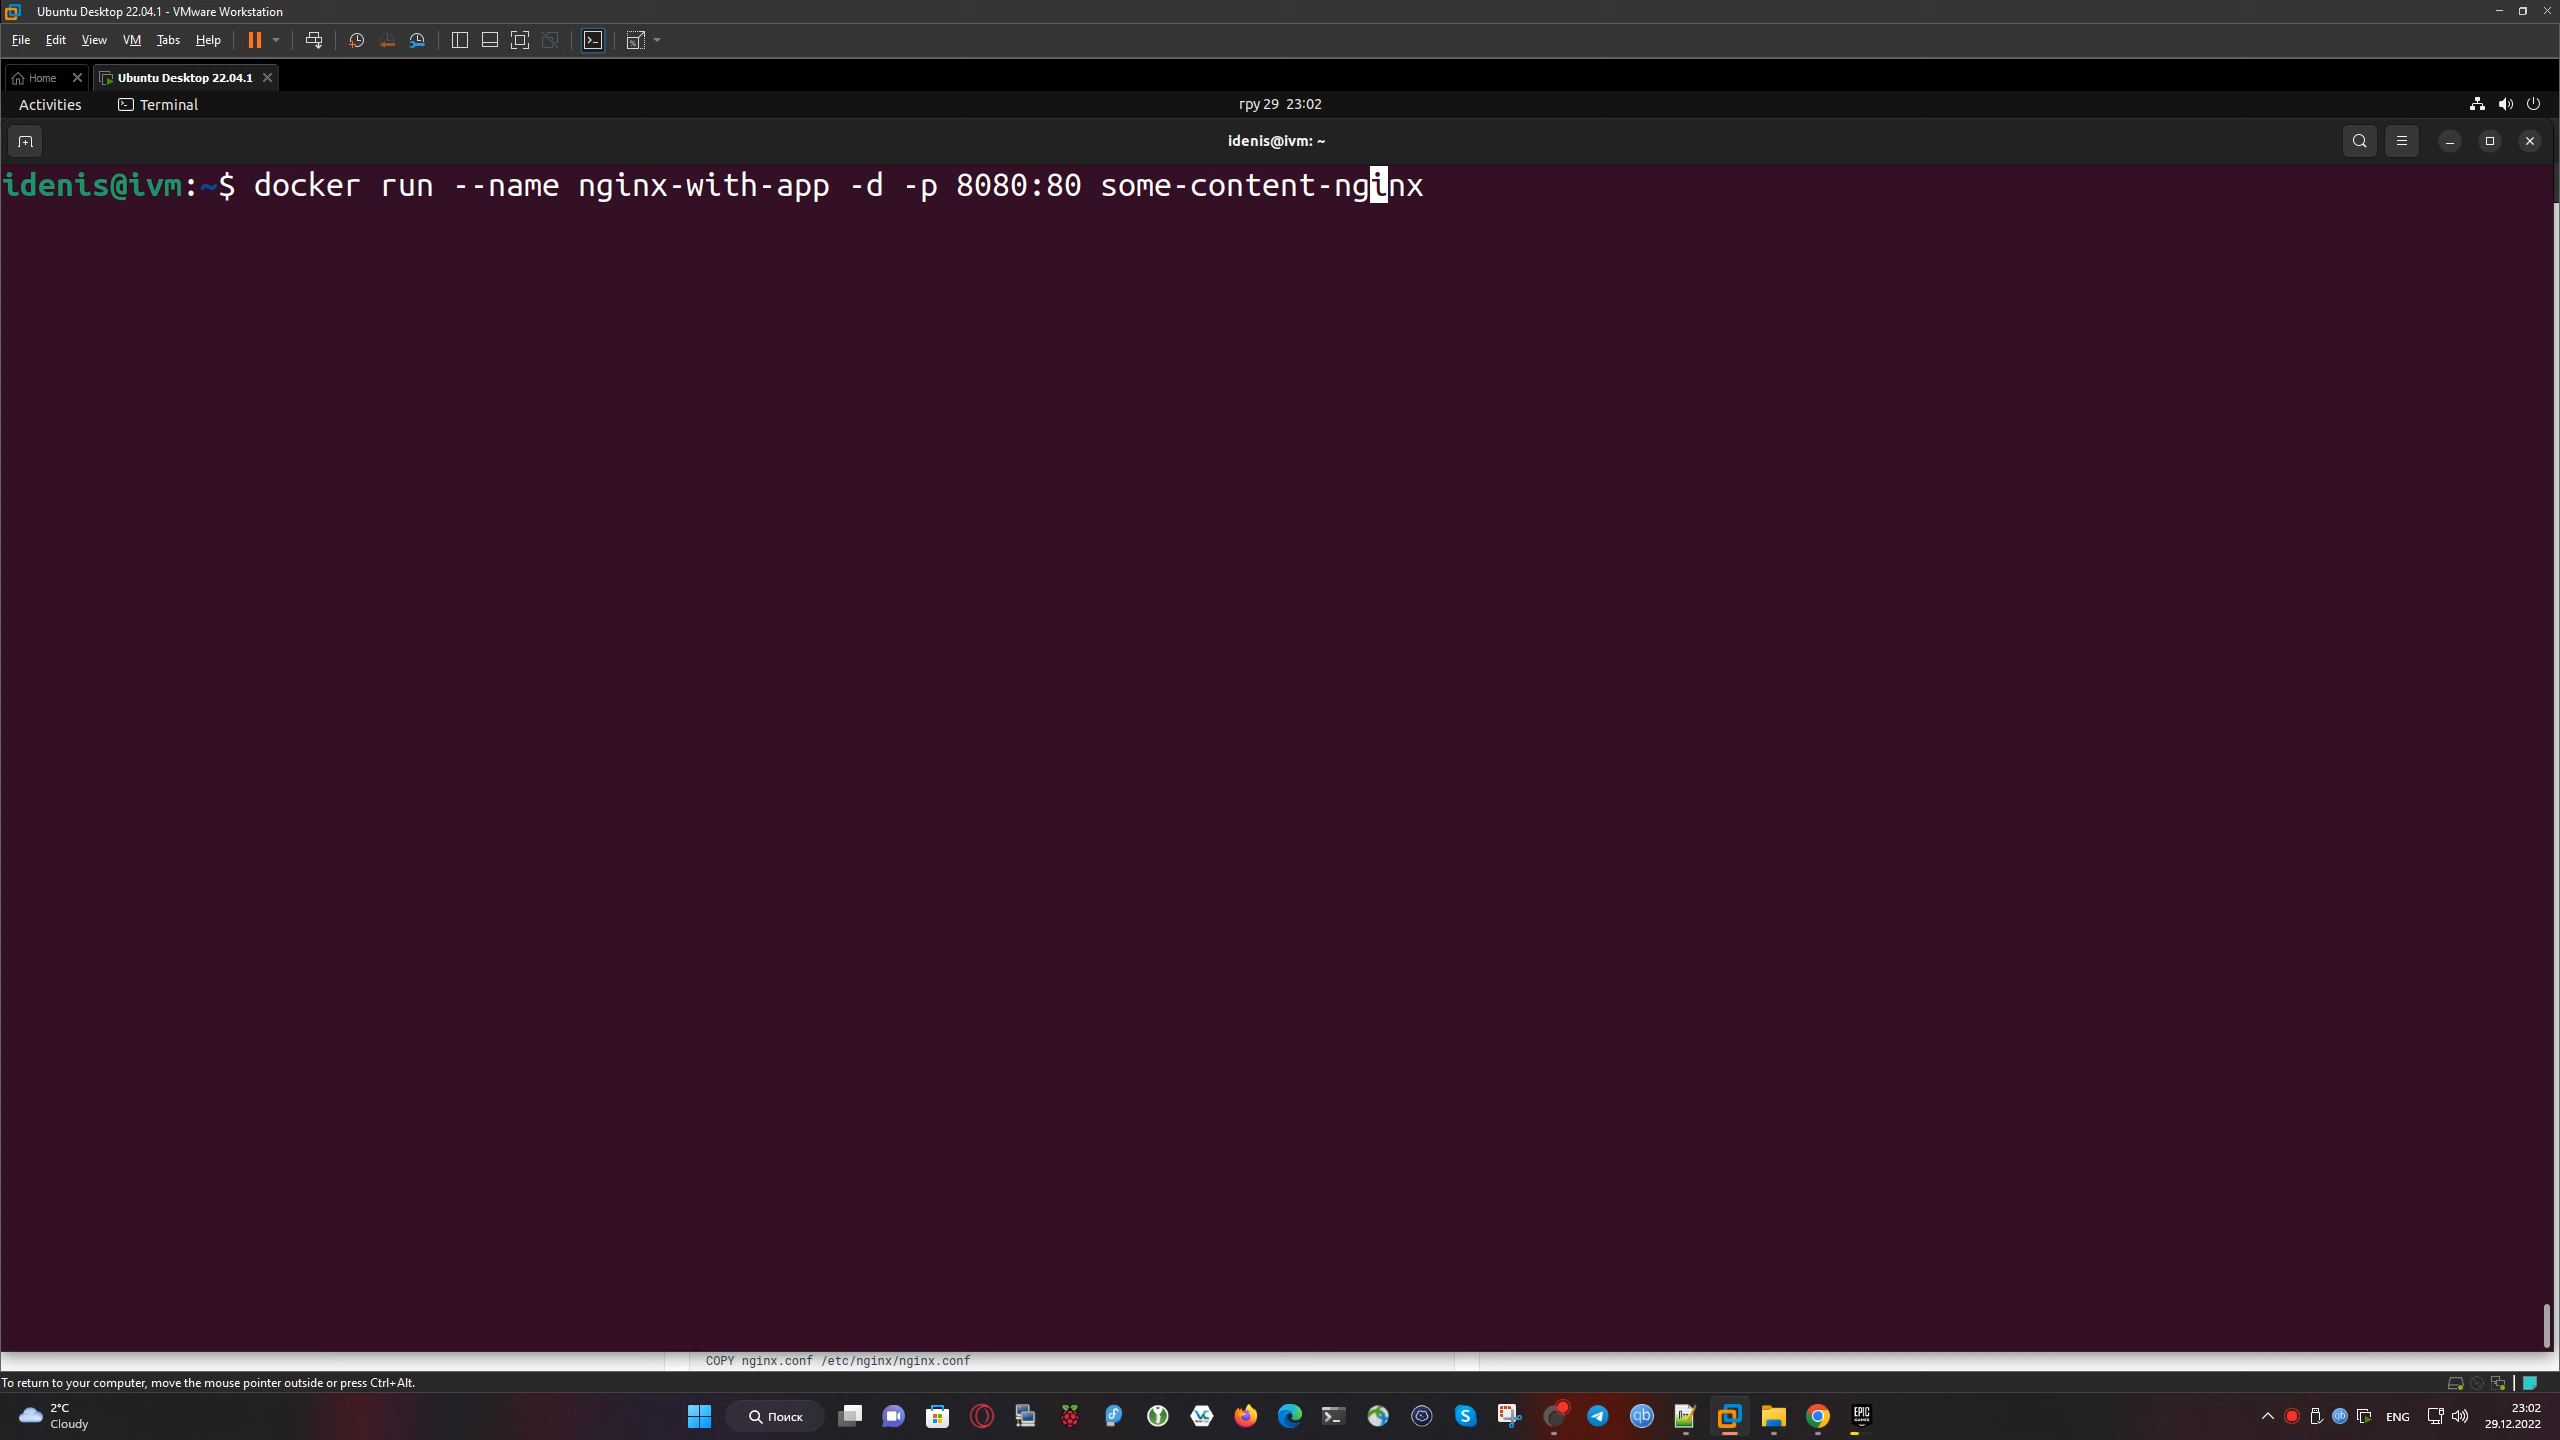 Ubuntu Desktop 22.04.1 - VMware Workstation
File Edit View VM Tabs Help
Home Ubuntu Desktop 22.04.1
Activities Terminal гру 29 23:02
idenis@ivm: ~
idenis@ivm:~$ docker run --name nginx-with-app -d -p 8080:80 some-content-nginx
COPY nginx.conf /etc/nginx/nginx.conf
To return to your computer, move the mouse pointer outside or press Ctrl+Alt.
2°C
Cloudy
Поиск
qb
EPIC
GAMES
ENG
23:02
29.12.2022